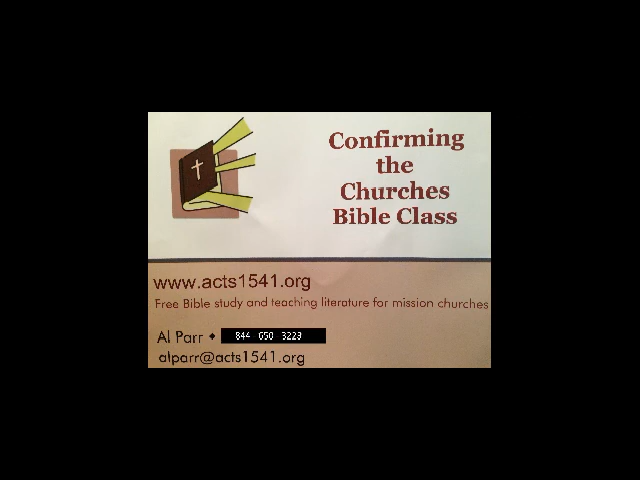 Confirming
the
Churches
Bible Class
www.acts1541.org
Free Bible study and teaching literature for mission churches
Al Parr ♦ 844 650 3223
alparr@acts1541.org